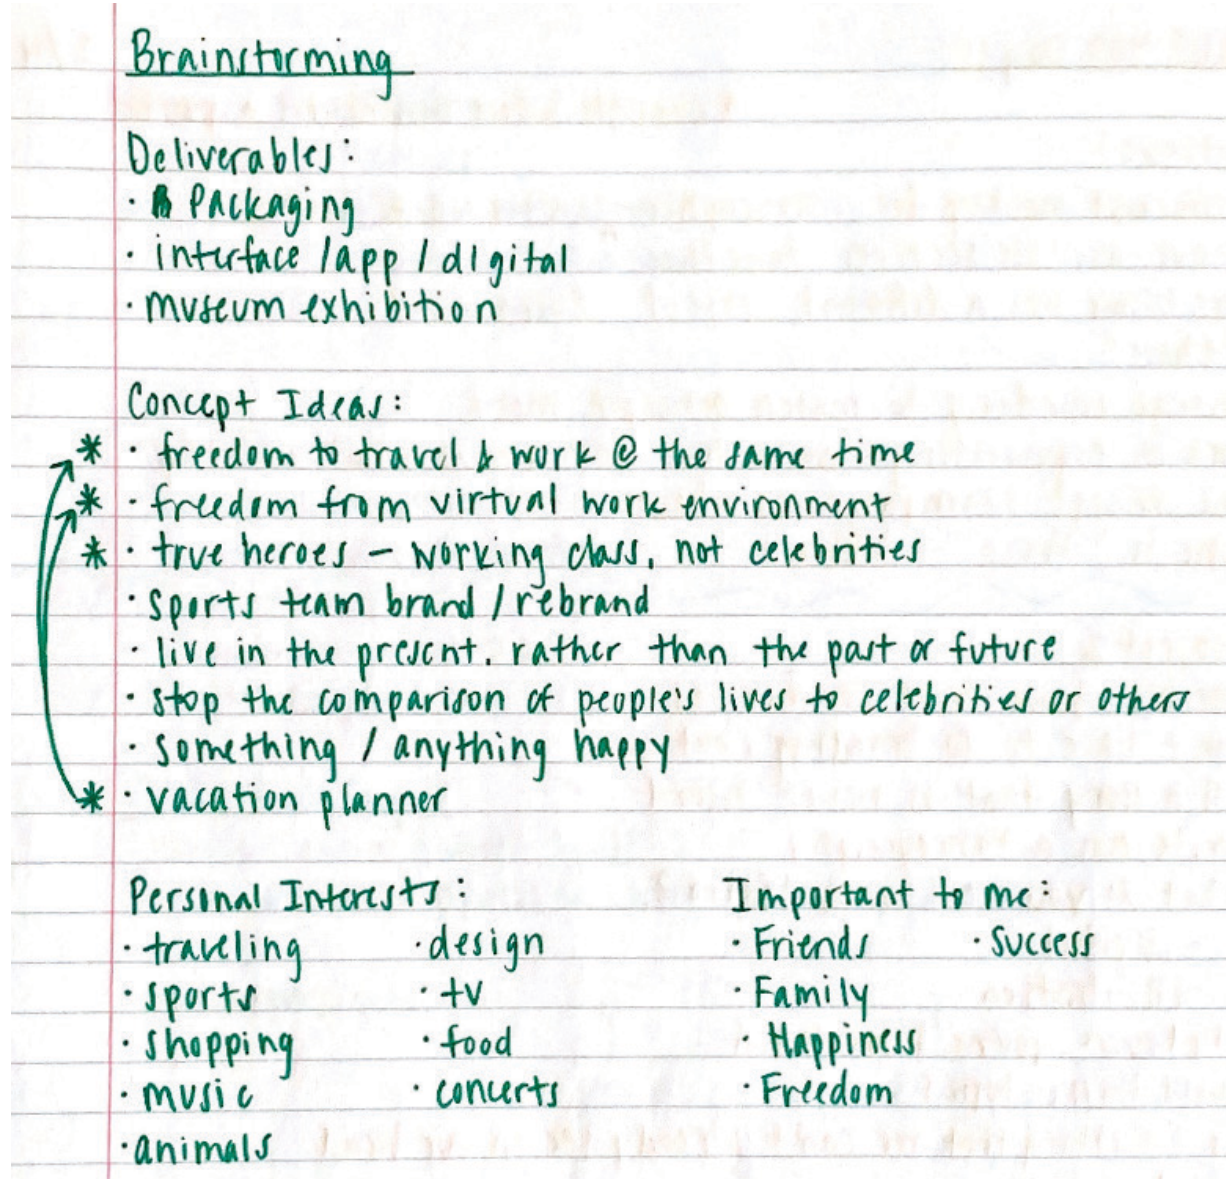 Brainstorming
Deliverables:
· Packaging
· interface /app / digital
· museum exhibition
Concept Ideas:
* · freedom to travel & work @ the same time
* · freedom from virtual work environment
* · true heroes – working class, not celebrities
· sports team brand / rebrand
· live in the present, rather than the past or future
· stop the comparison of people's lives to celebrities or others
· something / anything happy
* · vacation planner
Personal Interests: Important to me:
· traveling · design · Friends · Success
· sports · tv · Family
· shopping · food · Happiness
· music · concerts · Freedom
· animals